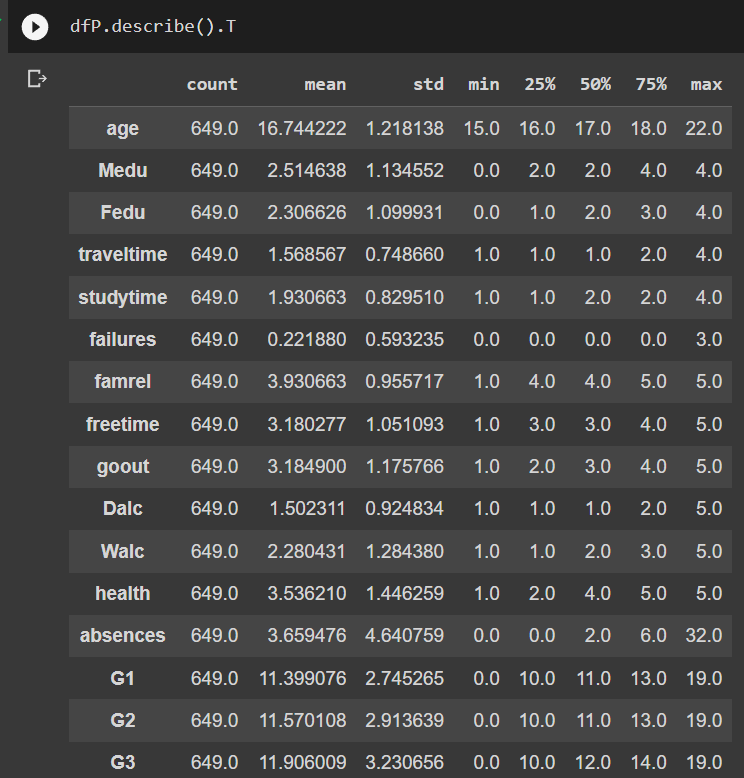 dfP.describe().T
count mean std min 25% 50% 75% max
age 649.0 16.744222 1.218138 15.0 16.0 17.0 18.0 22.0
Medu 649.0 2.514638 1.134552 0.0 2.0 2.0 4.0 4.0
Fedu 649.0 2.306626 1.099931 0.0 1.0 2.0 3.0 4.0
traveltime 649.0 1.568567 0.748660 1.0 1.0 1.0 2.0 4.0
studytime 649.0 1.930663 0.829510 1.0 1.0 2.0 2.0 4.0
failures 649.0 0.221880 0.593235 0.0 0.0 0.0 0.0 3.0
famrel 649.0 3.930663 0.955717 1.0 4.0 4.0 5.0 5.0
freetime 649.0 3.180277 1.051093 1.0 3.0 3.0 4.0 5.0
goout 649.0 3.184900 1.175766 1.0 2.0 3.0 4.0 5.0
Dalc 649.0 1.502311 0.924834 1.0 1.0 1.0 2.0 5.0
Walc 649.0 2.280431 1.284380 1.0 1.0 2.0 3.0 5.0
health 649.0 3.536210 1.446259 1.0 2.0 4.0 5.0 5.0
absences 649.0 3.659476 4.640759 0.0 0.0 2.0 6.0 32.0
G1 649.0 11.399076 2.745265 0.0 10.0 11.0 13.0 19.0
G2 649.0 11.570108 2.913639 0.0 10.0 11.0 13.0 19.0
G3 649.0 11.906009 3.230656 0.0 10.0 12.0 14.0 19.0